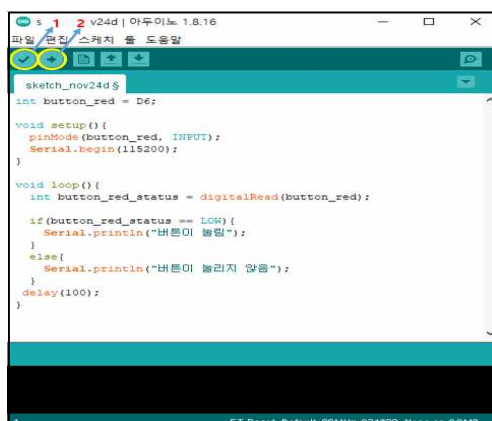 s 1 2 v24d | 아두이노 1.8.16
파일 편집 스케치 툴 도움말
sketch_nov24d §
int button_red = D6;
void setup(){
pinMode(button_red, INPUT);
Serial.begin(115200);
}
void loop(){
int button_red_status = digitalRead(button_red);
if(button_red_status == LOW){
Serial.println("버튼이 눌림");
}
else{
Serial.println("버튼이 눌리지 않음");
}
delay(100);
}